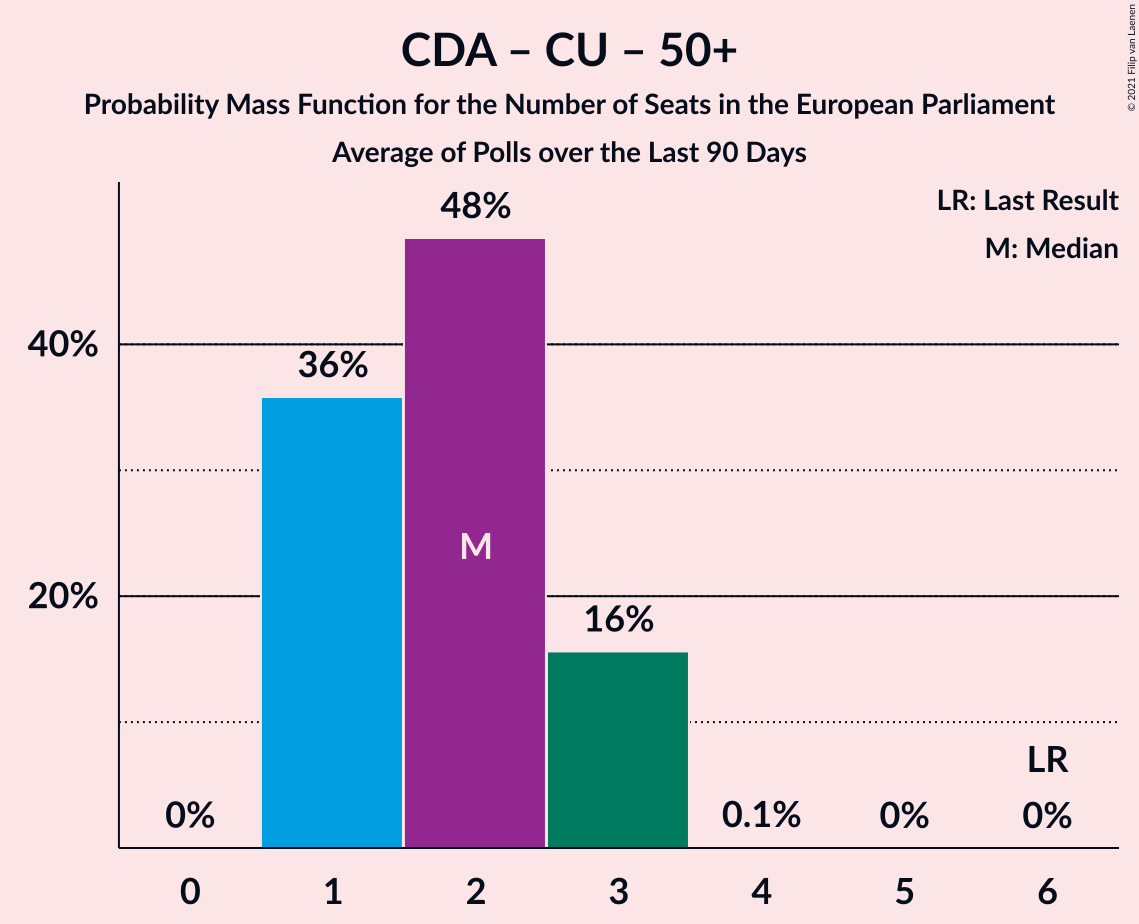 CDA – CU – 50+
Probability Mass Function for the Number of Seats in the European Parliament
Average of Polls over the Last 90 Days
© 2021 Filip van Laenen
LR: Last Result
M: Median
48%
40%
36%
M
20%
16%
LR
0%
0.1%
0%
0%
0 1 2 3 4 5 6